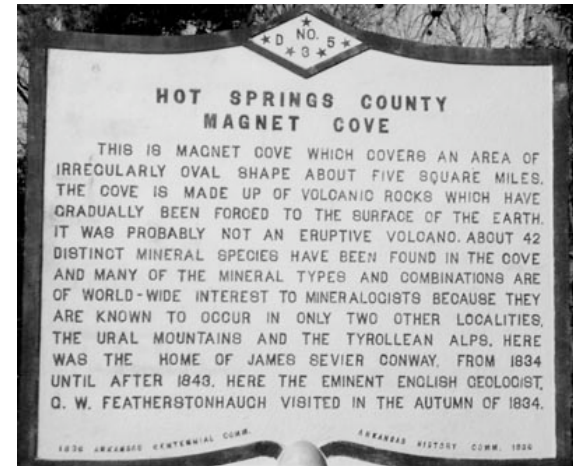 NO.
D 5
3
HOT SPRINGS COUNTY
MAGNET COVE
THIS IS MAGNET COVE WHICH COVERS AN AREA OF
IRREGULARLY OVAL SHAPE ABOUT FIVE SQUARE MILES.
THE COVE IS MADE UP OF VOLCANIC ROCKS WHICH HAVE
GRADUALLY BEEN FORCED TO THE SURFACE OF THE EARTH.
IT WAS PROBABLY NOT AN ERUPTIVE VOLCANO. ABOUT 42
DISTINCT MINERAL SPECIES HAVE BEEN FOUND IN THE COVE
AND MANY OF THE MINERAL TYPES AND COMBINATIONS ARE
OF WORLD-WIDE INTEREST TO MINERALOGISTS BECAUSE THEY
ARE KNOWN TO OCCUR IN ONLY TWO OTHER LOCALITIES,
THE URAL MOUNTAINS AND THE TYROLLEAN ALPS. HERE
WAS THE HOME OF JAMES SEVIER CONWAY, FROM 1834
UNTIL AFTER 1843. HERE THE EMINENT ENGLISH GEOLOGIST,
G. W. FEATHERSTONHAUGH VISITED IN THE AUTUMN OF 1834.
1836 ARKANSAS CENTENNIAL COMM. ARKANSAS HISTORY COMM. 1936